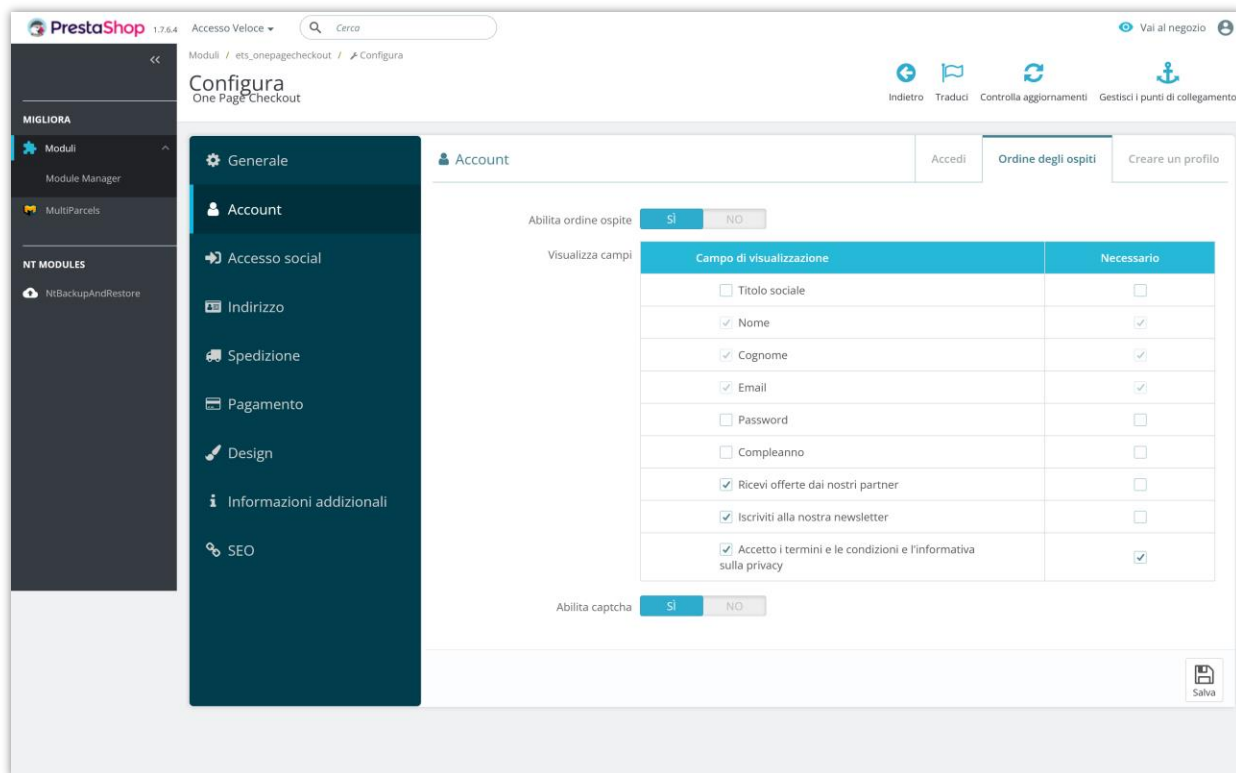 PrestaShop 1.7.6.4 Accesso Veloce Cerca Vai al negozio
Moduli / ets_onepagecheckout / Configura
Configura
One Page Checkout
Indietro Traduci Controlla aggiornamenti Gestisci i punti di collegamento
MIGLIORA
Moduli
Module Manager
MultiParcels
NT MODULES
NtBackupAndRestore
Generale
Account
Accesso social
Indirizzo
Spedizione
Pagamento
Design
Informazioni addizionali
SEO
Account Accedi Ordine degli ospiti Creare un profilo
Abilita ordine ospite SÌ NO
Visualizza campi Campo di visualizzazione Necessario
Titolo sociale
Nome
Cognome
Email
Password
Compleanno
Ricevi offerte dai nostri partner
Iscriviti alla nostra newsletter
Accetto i termini e le condizioni e l'informativa
sulla privacy
Abilita captcha SÌ NO
Salva